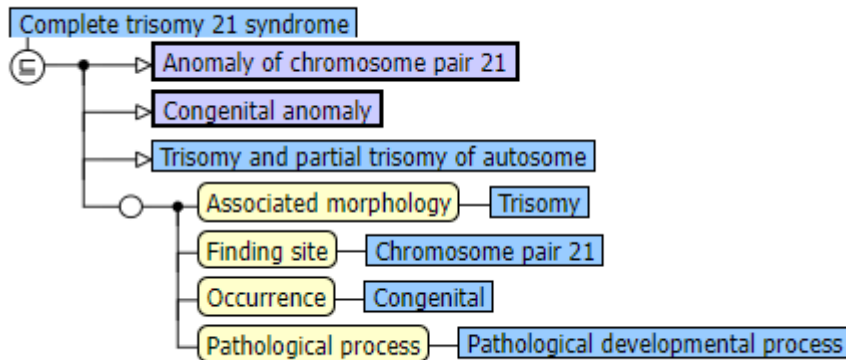 Complete trisomy 21 syndrome
⊑
Anomaly of chromosome pair 21
Congenital anomaly
Trisomy and partial trisomy of autosome
Associated morphology Trisomy
Finding site Chromosome pair 21
Occurrence Congenital
Pathological process Pathological developmental process